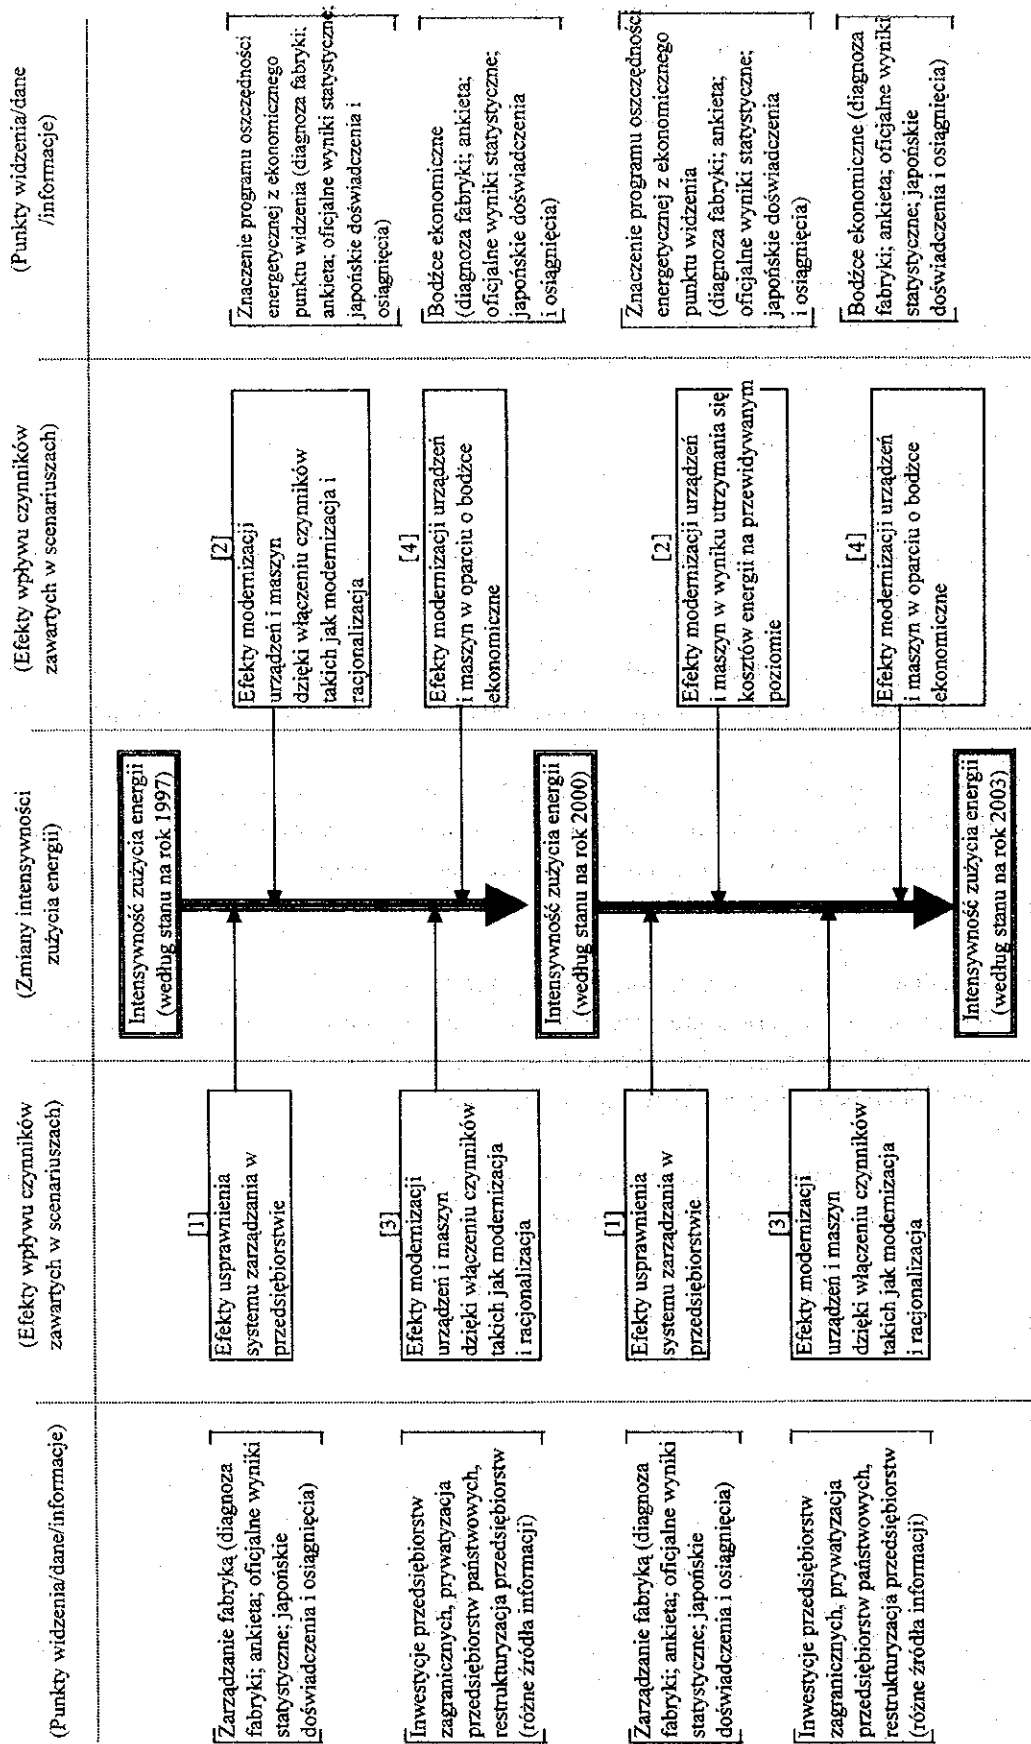 (Punkty widzenia/dane/informacje)
(Efekty wpływu czynników
zawartych w scenariuszach)
(Zmiany intensywności
zużycia energii)
(Efekty wpływu czynników
zawartych w scenariuszach)
(Punkty widzenia/dane
/informacje)
Intensywność zużycia energii
(według stanu na rok 1997)
Zarządzanie fabryką (diagnoza
fabryki; ankieta; oficjalne wyniki
statystyczne; japońskie
doświadczenia i osiągnięcia)
[1]
Efekty usprawnienia
systemu zarządzania w
przedsiębiorstwie
[2]
Efekty modernizacji
urządzeń i maszyn
dzięki włączeniu czynników
takich jak modernizacja i
racjonalizacja
Znaczenie programu oszczędności
energetycznej z ekonomicznego
punktu widzenia (diagnoza fabryki;
ankieta; oficjalne wyniki statystyczne;
japońskie doświadczenia i
osiągnięcia)
Inwestycje przedsiębiorstw
zagranicznych, prywatyzacja
przedsiębiorstw państwowych,
restrukturyzacja przedsiębiorstw
(różne źródła informacji)
[3]
Efekty modernizacji
urządzeń i maszyn
dzięki włączeniu czynników
takich jak modernizacja
i racjonalizacja
[4]
Efekty modernizacji urządzeń
i maszyn w oparciu o bodźce
ekonomiczne
Bodźce ekonomiczne
(diagnoza fabryki; ankieta;
oficjalne wyniki statystyczne;
japońskie doświadczenia
i osiągnięcia)
Intensywność zużycia energii
(według stanu na rok 2000)
Zarządzanie fabryką (diagnoza
fabryki; ankieta; oficjalne wyniki
statystyczne; japońskie
doświadczenia i osiągnięcia)
[1]
Efekty usprawnienia
systemu zarządzania w
przedsiębiorstwie
[2]
Efekty modernizacji urządzeń
i maszyn w wyniku utrzymania się
kosztów energii na przewidywanym
poziomie
Znaczenie programu oszczędności
energetycznej z ekonomicznego
punktu widzenia
(diagnoza fabryki; ankieta;
oficjalne wyniki statystyczne;
japońskie doświadczenia
i osiągnięcia)
Inwestycje przedsiębiorstw
zagranicznych, prywatyzacja
przedsiębiorstw państwowych,
restrukturyzacja przedsiębiorstw
(różne źródła informacji)
[3]
Efekty modernizacji
urządzeń i maszyn
dzięki włączeniu czynników
takich jak modernizacja
i racjonalizacja
[4]
Efekty modernizacji urządzeń
i maszyn w oparciu o bodźce
ekonomiczne
Bodźce ekonomiczne (diagnoza
fabryki; ankieta; oficjalne wyniki
statystyczne; japońskie
doświadczenia i osiągnięcia)
Intensywność zużycia energii
(według stanu na rok 2003)